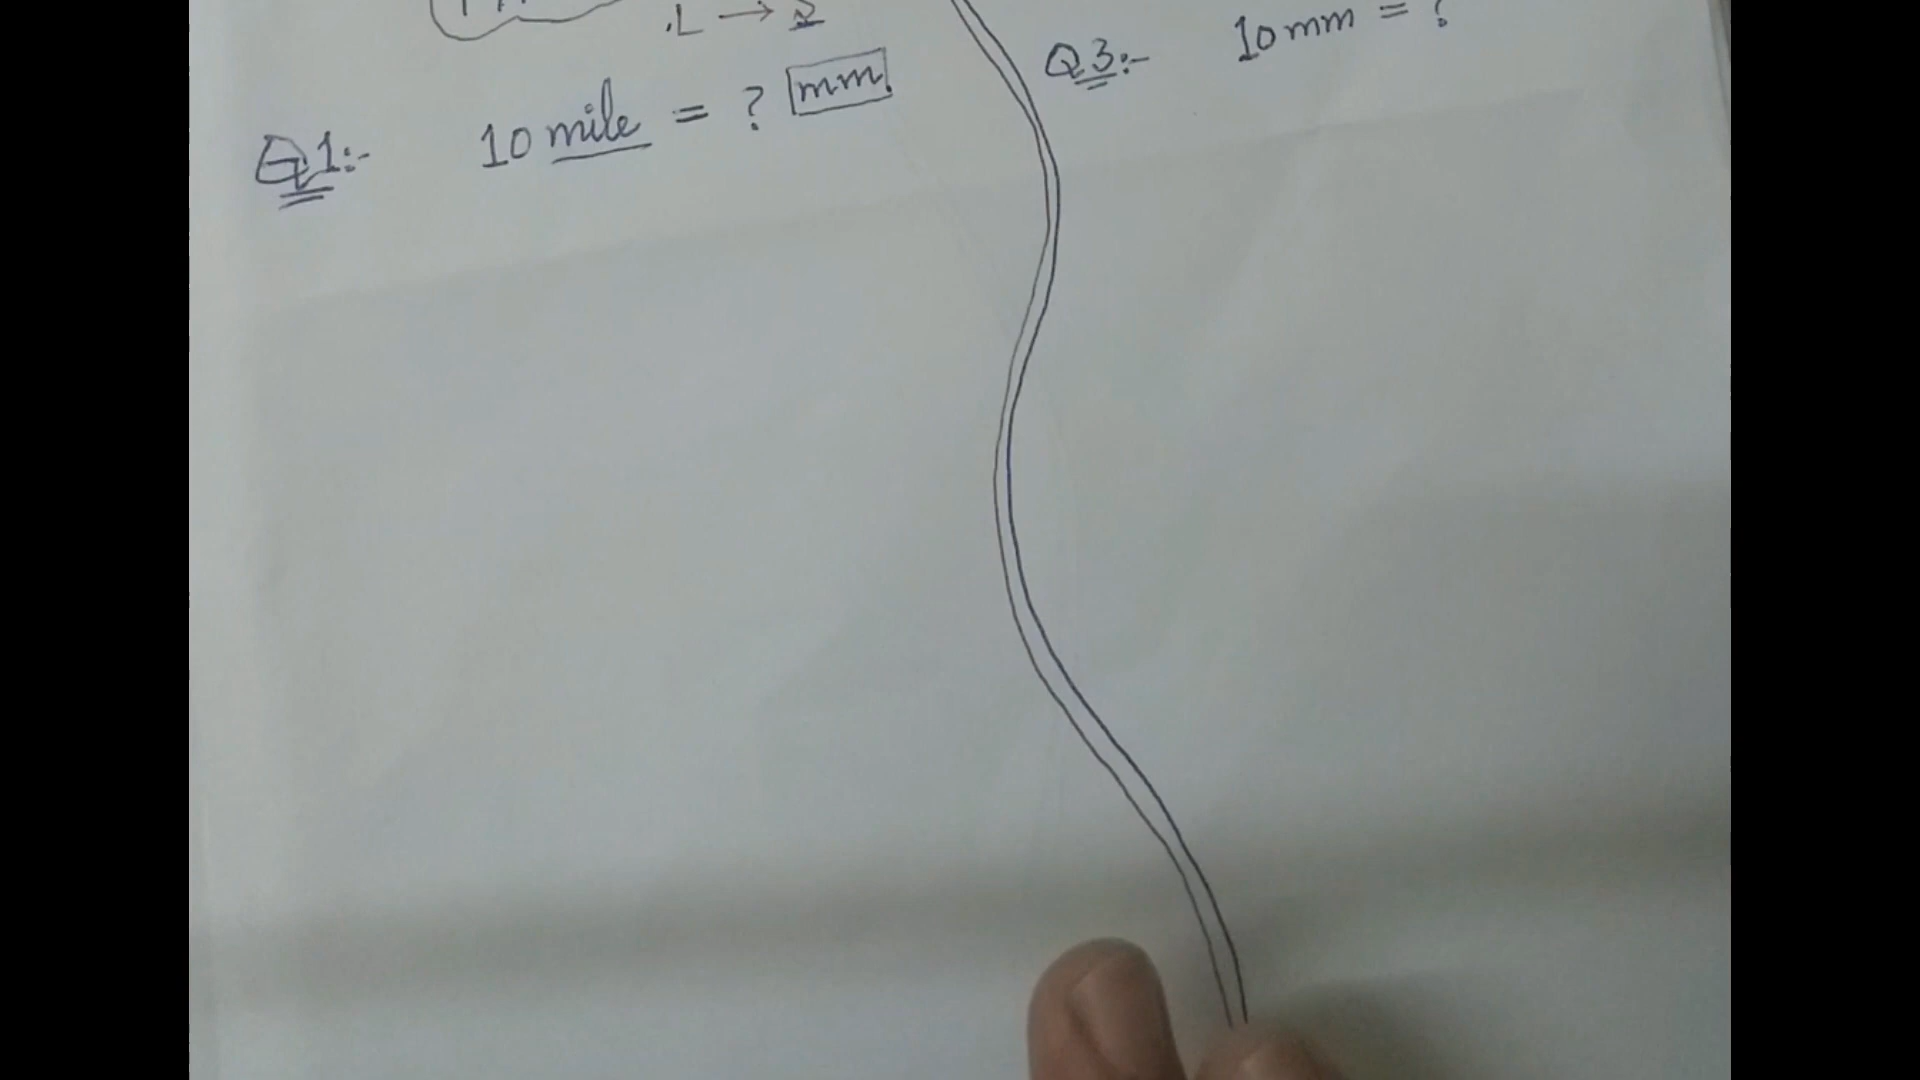 .L → S
Q1:- 10 mile = ? mm
Q3:- 10 mm = ?